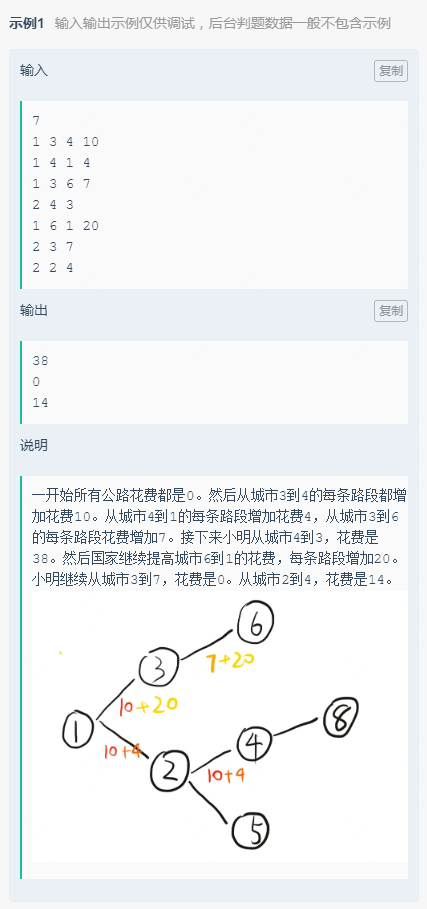 示例1 输入输出示例仅供调试，后台判题数据一般不包含示例
输入
复制
7
1 3 4 10
1 4 1 4
1 3 6 7
2 4 3
1 6 1 20
2 3 7
2 2 4
输出
复制
38
0
14
说明
一开始所有公路花费都是0。然后从城市3到4的每条路段都增
加花费10。从城市4到1的每条路段增加花费4，从城市3到6
的每条路段花费增加7。接下来小明从城市4到3，花费是
38。然后国家继续提高城市6到1的花费，每条路段增加20。
小明继续从城市3到7，花费是0。从城市2到4，花费是14。
6
3
7+20
10+20
8
1
4
10+4
2
10+4
5